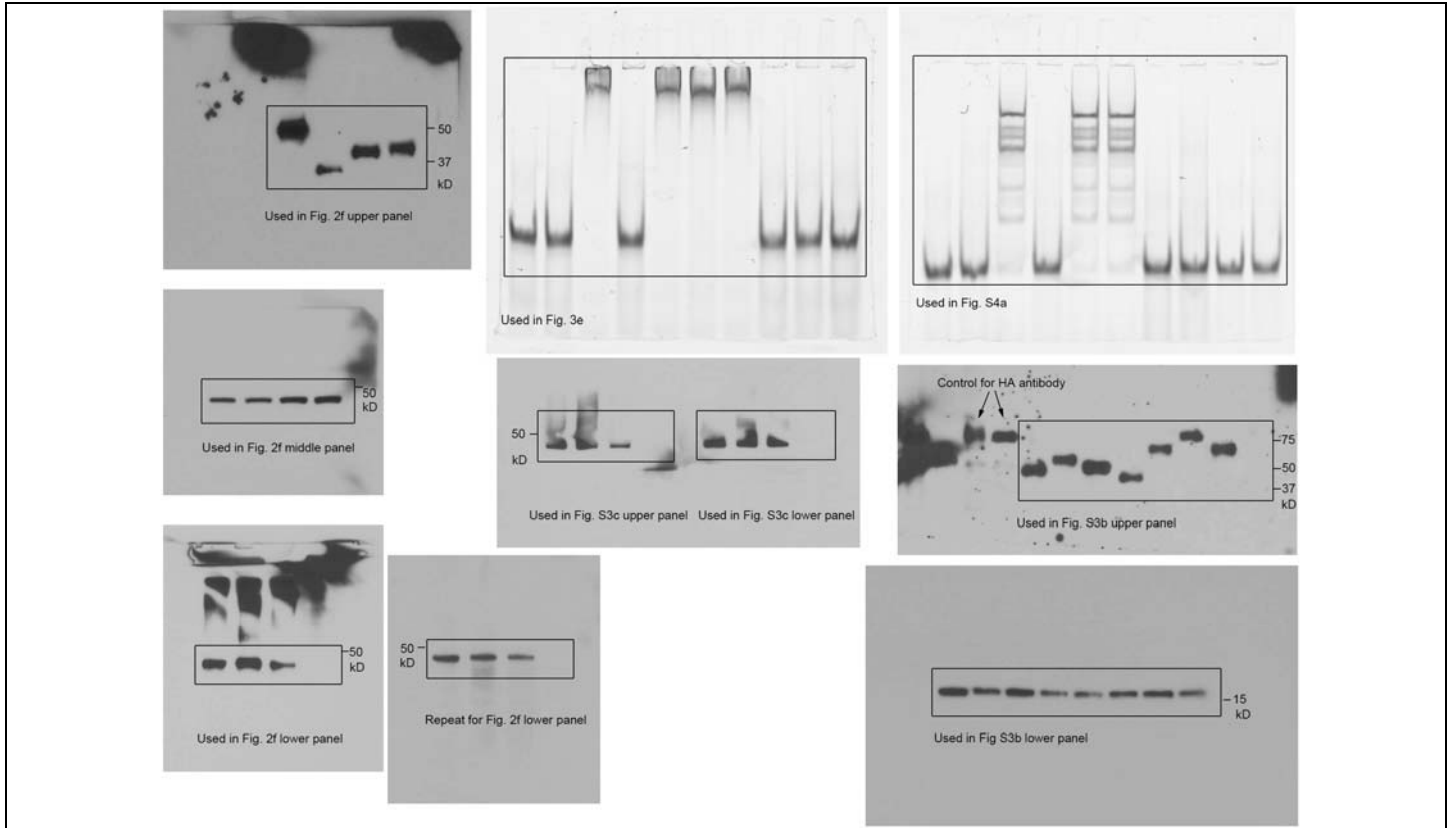 50
37
kD
Used in Fig. 2f upper panel
Used in Fig. 3e
Used in Fig. S4a
50
kD
Used in Fig. 2f middle panel
50
kD
Used in Fig. S3c upper panel
Used in Fig. S3c lower panel
Control for HA antibody
75
50
37
kD
Used in Fig. S3b upper panel
50
kD
Used in Fig. 2f lower panel
50
kD
Repeat for Fig. 2f lower panel
15
kD
Used in Fig S3b lower panel